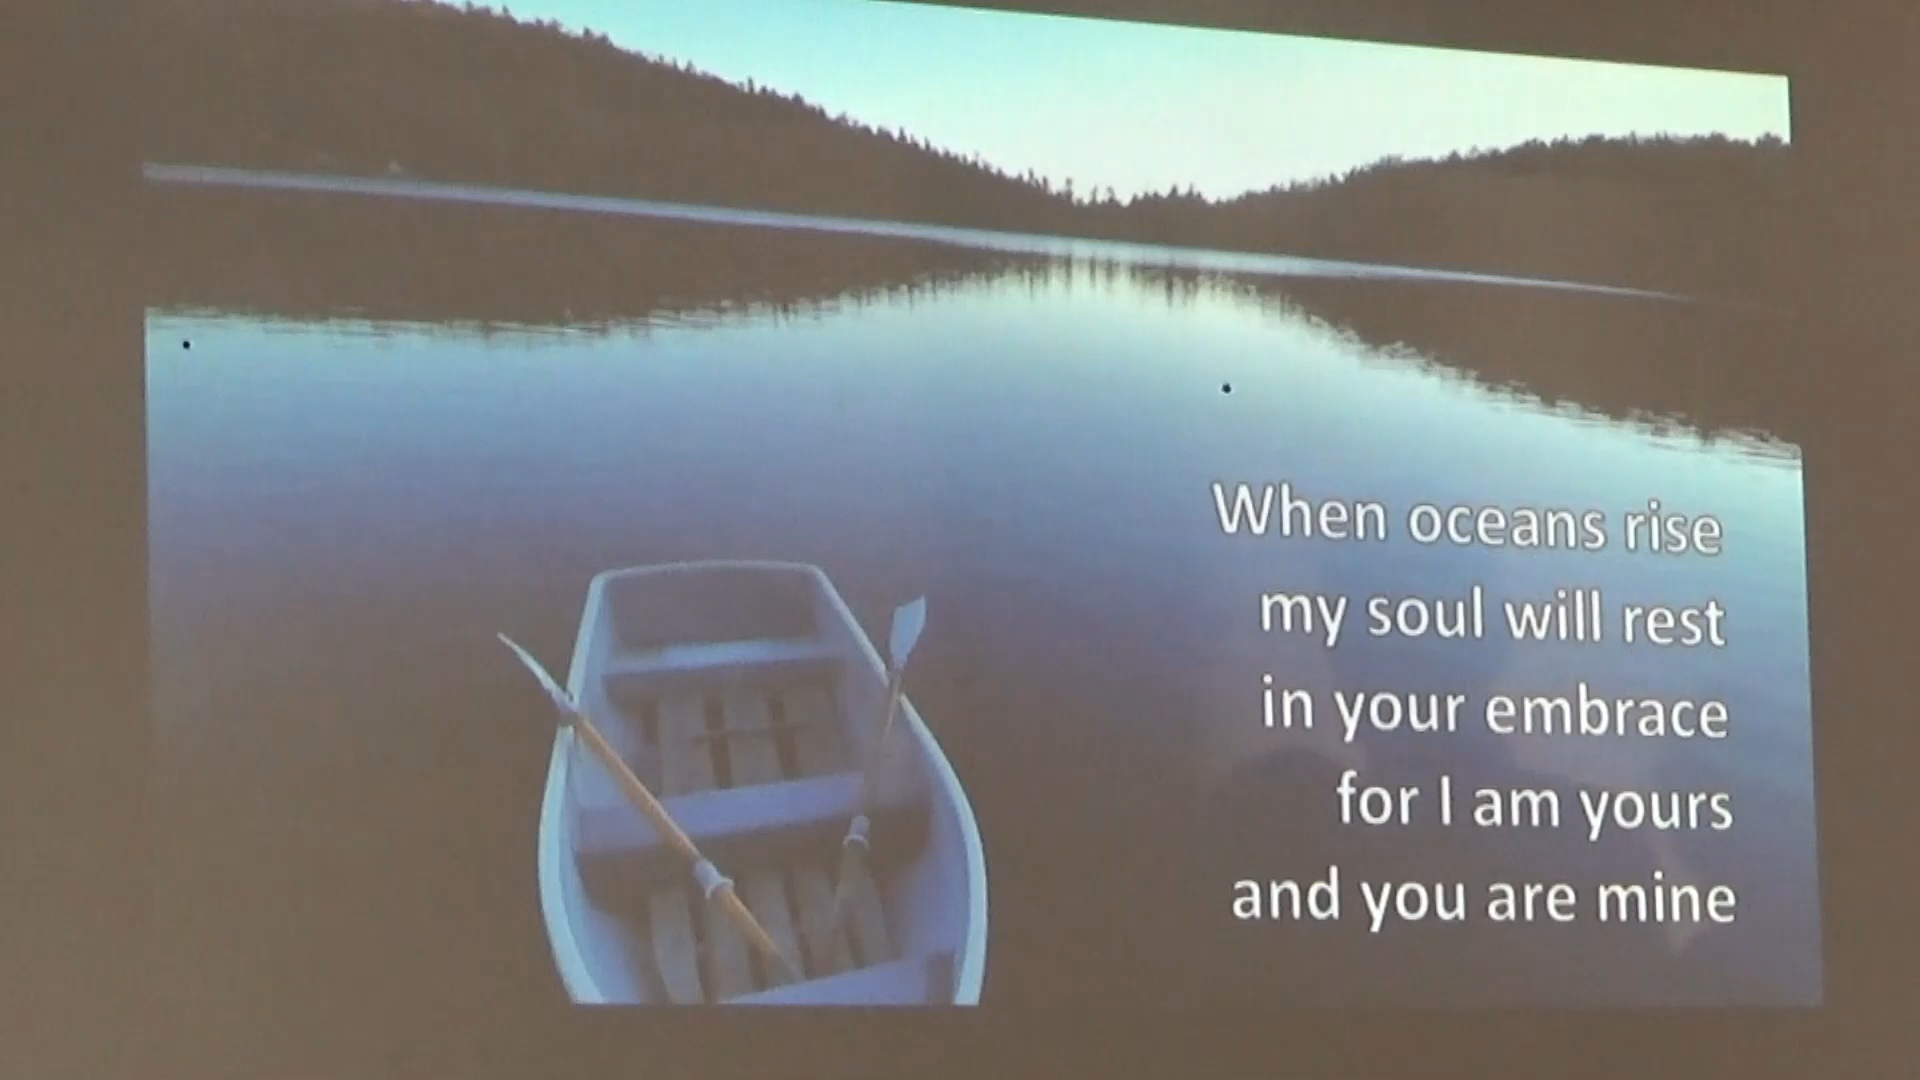 When oceans rise
my soul will rest
in your embrace
for I am yours
and you are mine